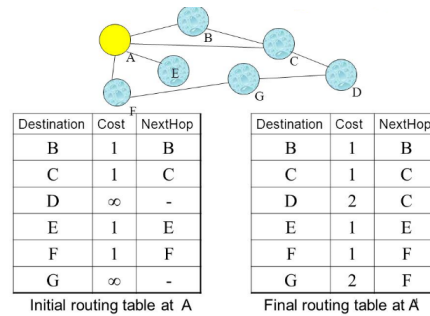 B
A
C
E
D
G
F
Destination Cost NextHop
B 1 B
C 1 C
D ∞ -
E 1 E
F 1 F
G ∞ -
Initial routing table at A
Destination Cost NextHop
B 1 B
C 1 C
D 2 C
E 1 E
F 1 F
G 2 F
Final routing table at A